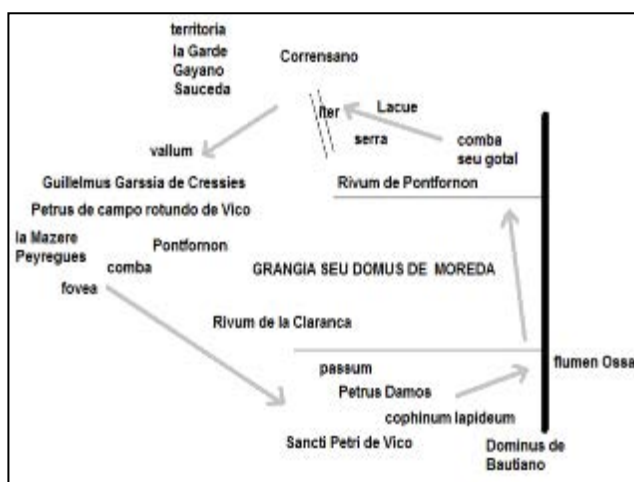 territoria
la Garde
Gayano
Sauceda
Corrensano
Iter
Lacue
serra
comba
seu gotal
vallum
Guillelmus Garssia de Cressies
Rivum de Pontfornon
Petrus de campo rotundo de Vico
la Mazere
Peyregues
Pontfornon
comba
fovea
GRANGIA SEU DOMUS DE MOREDA
Rivum de la Claranca
passum
flumen Ossa
Petrus Damos
cophinum lapideum
Sancti Petri de Vico
Dominus de
Bautiano